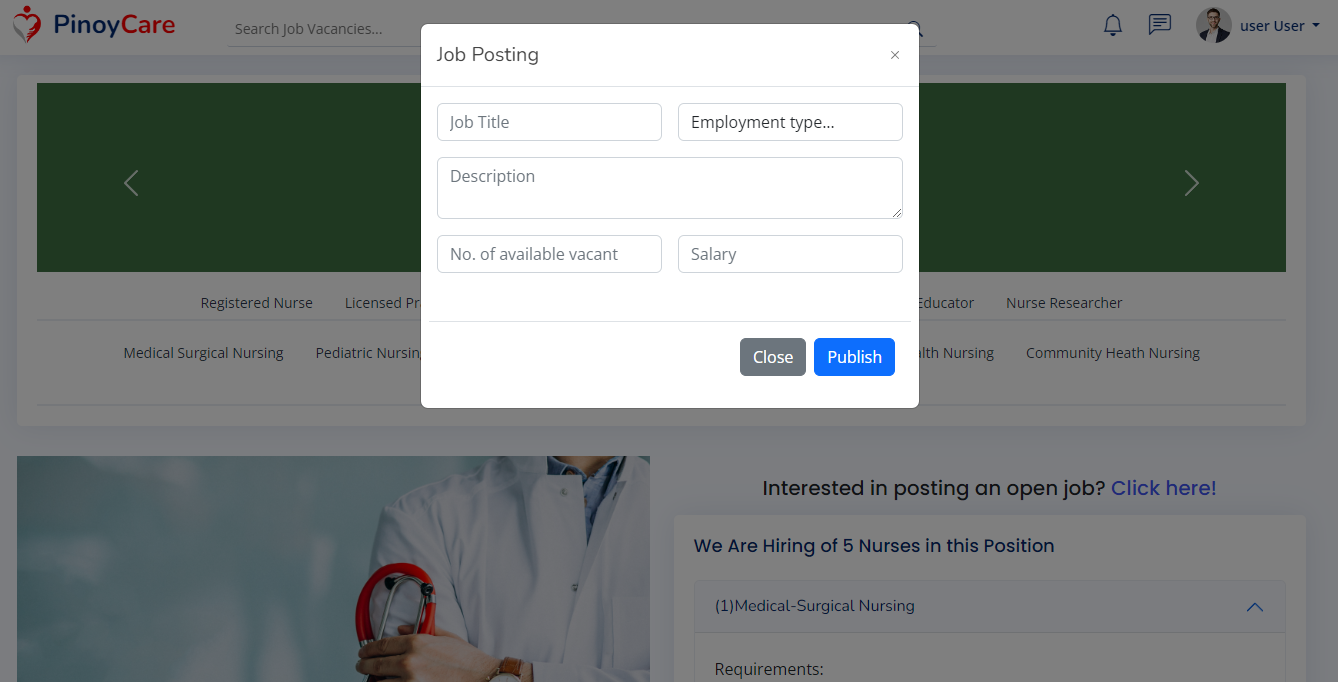 PinoyCare
Search Job Vacancies...
user User
Job Posting
×
Job Title
Employment type...
Description
No. of available vacant
Salary
Close
Publish
Registered Nurse
Licensed
Educator
Nurse Researcher
Medical Surgical Nursing
Pediatric Nursing
Nursing
Community Heath Nursing
Interested in posting an open job? Click here!
We Are Hiring of 5 Nurses in this Position
(1)Medical-Surgical Nursing
Requirements: